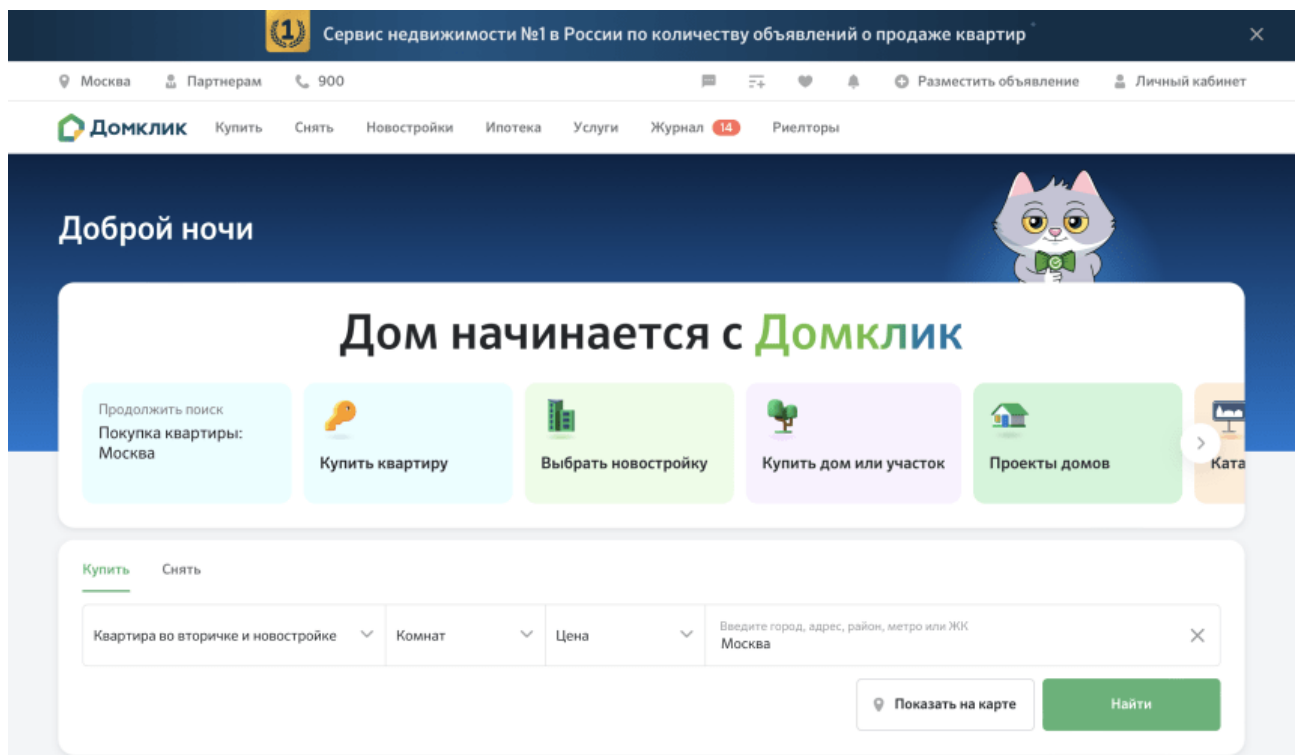 1
Сервис недвижимости №1 в России по количеству объявлений о продаже квартир
Москва Партнерам 900 Разместить объявление Личный кабинет
Домклик Купить Снять Новостройки Ипотека Услуги Журнал 14 Риелторы
Доброй ночи
Дом начинается с Домклик
Продолжить поиск
Покупка квартиры:
Москва
Купить квартиру
Выбрать новостройку
Купить дом или участок
Проекты домов
Ката
Купить Снять
Квартира во вторичке и новостройке Комнат Цена
Введите город, адрес, район, метро или ЖК
Москва
Показать на карте Найти